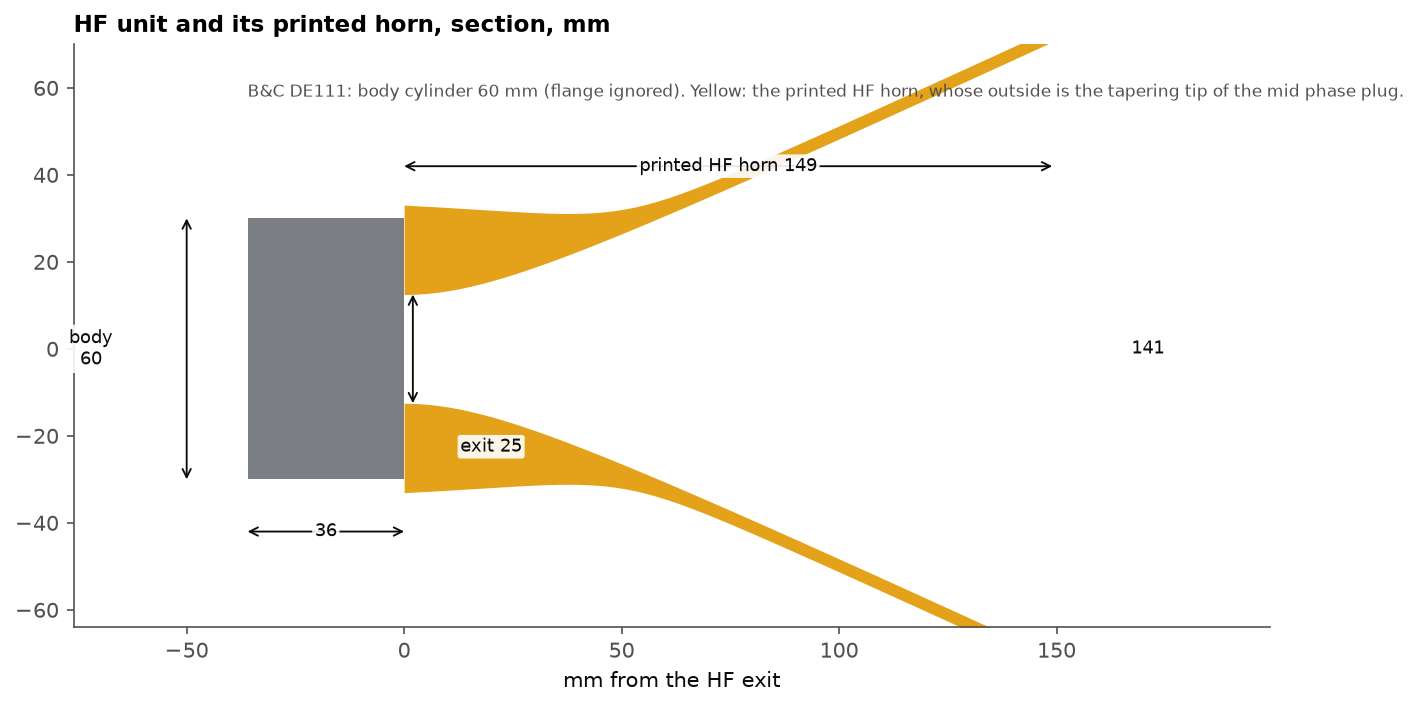 HF unit and its printed horn, section, mm
B&C DE111: body cylinder 60 mm (flange ignored). Yellow: the printed HF horn, whose outside is the tapering tip of the mid phase plug.
60
40
20
0
−20
−40
−60
printed HF horn 149
body
60
141
exit 25
36
−50
0
50
100
150
mm from the HF exit